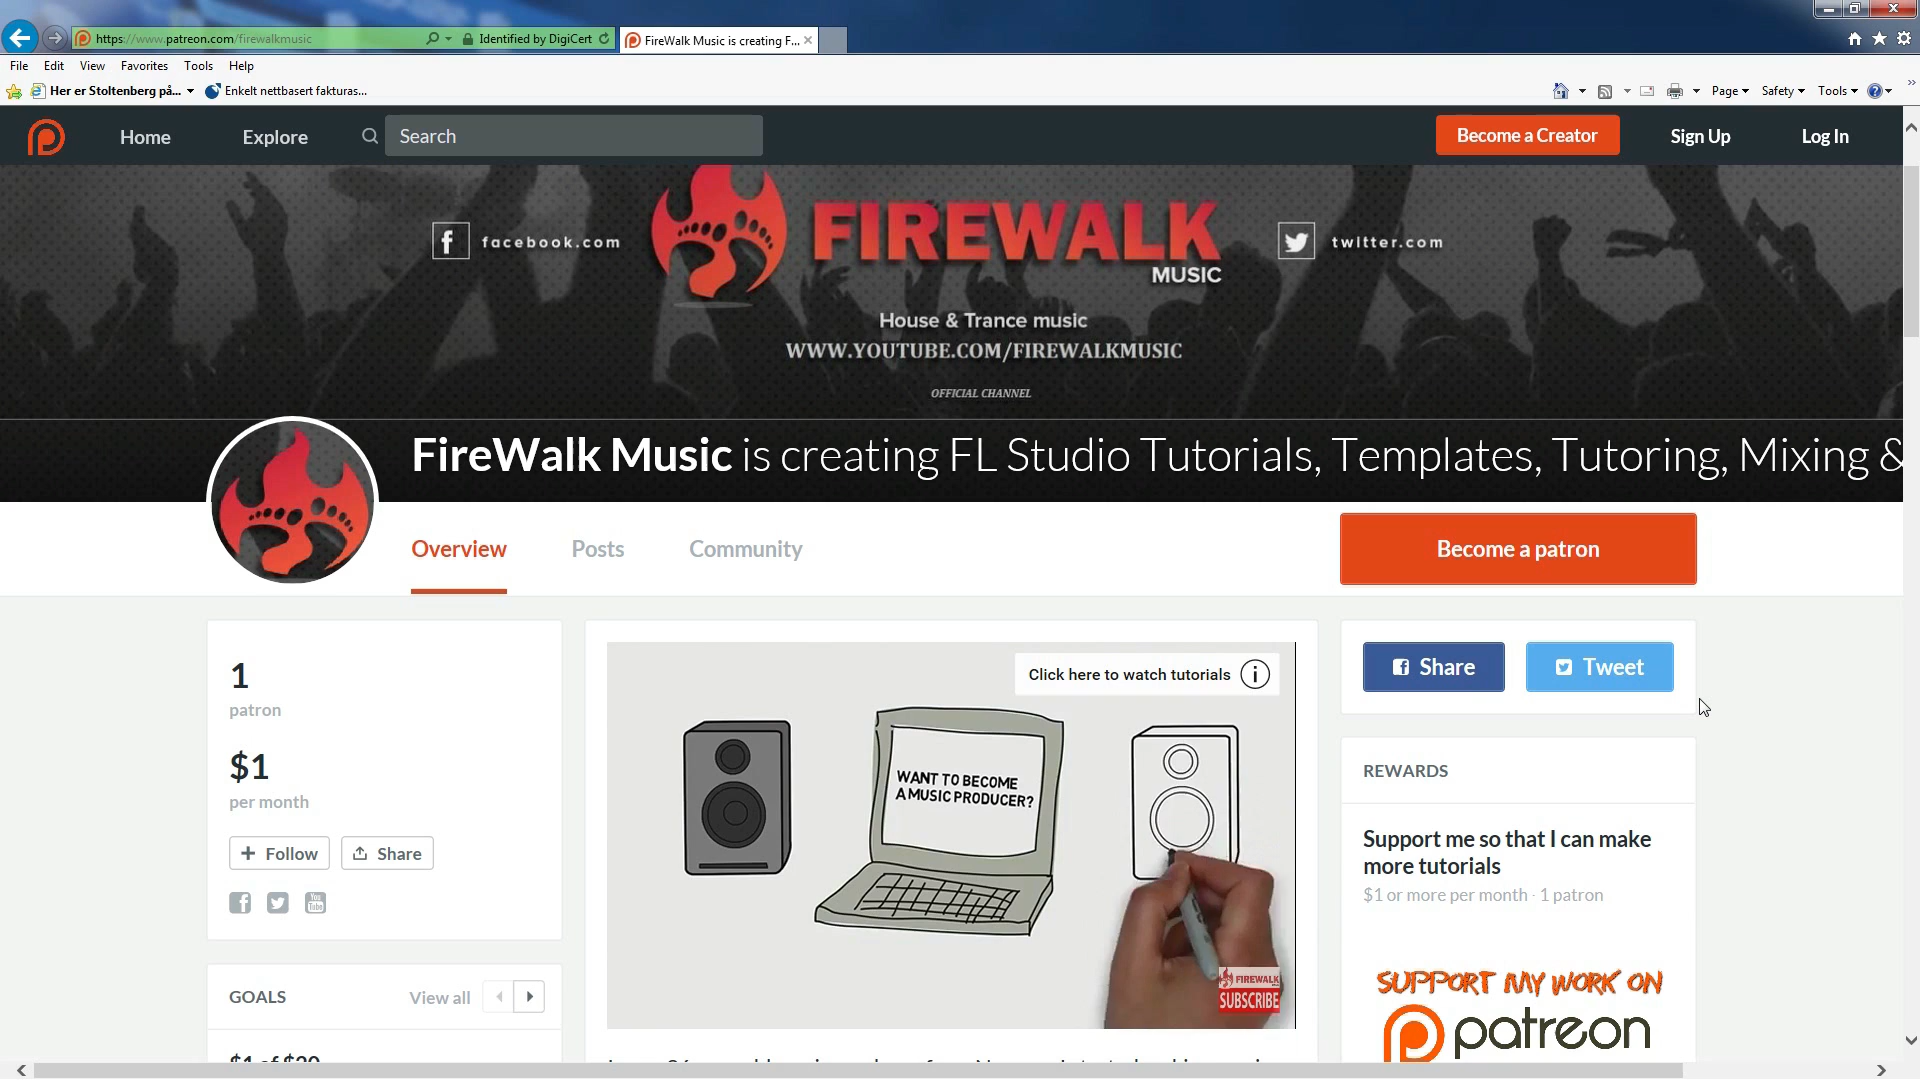 https://www.patreon.com/firewalkmusic
Identified by DigiCert
FireWalk Music is creating F...
File Edit View Favorites Tools Help
Her er Stoltenberg på... Enkelt nettbasert fakturas...
Page Safety Tools
Home Explore Search Become a Creator Sign Up Log In
facebook.com
FIREWALK
MUSIC
twitter.com
House & Trance music
WWW.YOUTUBE.COM/FIREWALKMUSIC
OFFICIAL CHANNEL
FireWalk Music is creating FL Studio Tutorials, Templates, Tutoring, Mixing &
Overview Posts Community Become a patron
1
patron
$1
per month
+ Follow Share
You Tube
GOALS View all
$1 of $20
Click here to watch tutorials i
WANT TO BECOME
A MUSIC PRODUCER?
FIREWALK
SUBSCRIBE
Share Tweet
REWARDS
Support me so that I can make
more tutorials
$1 or more per month · 1 patron
SUPPORT MY WORK ON
patreon